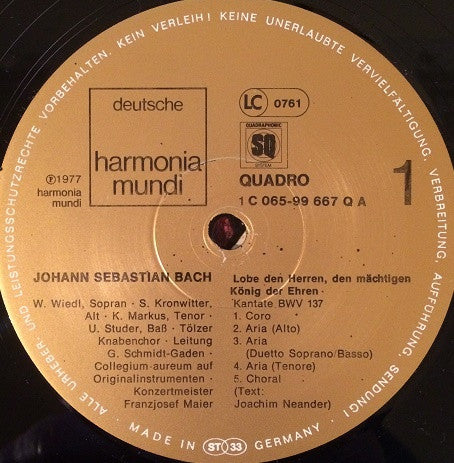 ALLE URHEBER- UND LEISTUNGSSCHUTZRECHTE VORBEHALTEN. KEIN VERLEIH! KEINE UNERLAUBTE VERVIELFÄLTIGUNG, VERBREITUNG, AUFFÜHRUNG, SENDUNG!
deutsche
harmonia
mundi
LC 0761
QUADRAPHONIC
SQ
SYSTEM
℗1977
harmonia
mundi
QUADRO
1 C 065-99 667 Q A
1
JOHANN SEBASTIAN BACH
W. Wiedl, Sopran · S. Kronwitter,
Alt · K. Markus, Tenor ·
U. Studer, Baß · Tölzer
Knabenchor · Leitung
G. Schmidt-Gaden ·
Collegium aureum auf
Originalinstrumenten ·
Konzertmeister
Franzjosef Maier
Lobe den Herren, den mächtigen
König der Ehren ·
Kantate BWV 137
1. Coro
2. Aria (Alto)
3. Aria
(Duetto Soprano/Basso)
4. Aria (Tenore)
5. Choral
(Text:
Joachim Neander)
MADE IN GERMANY ·
ST 33